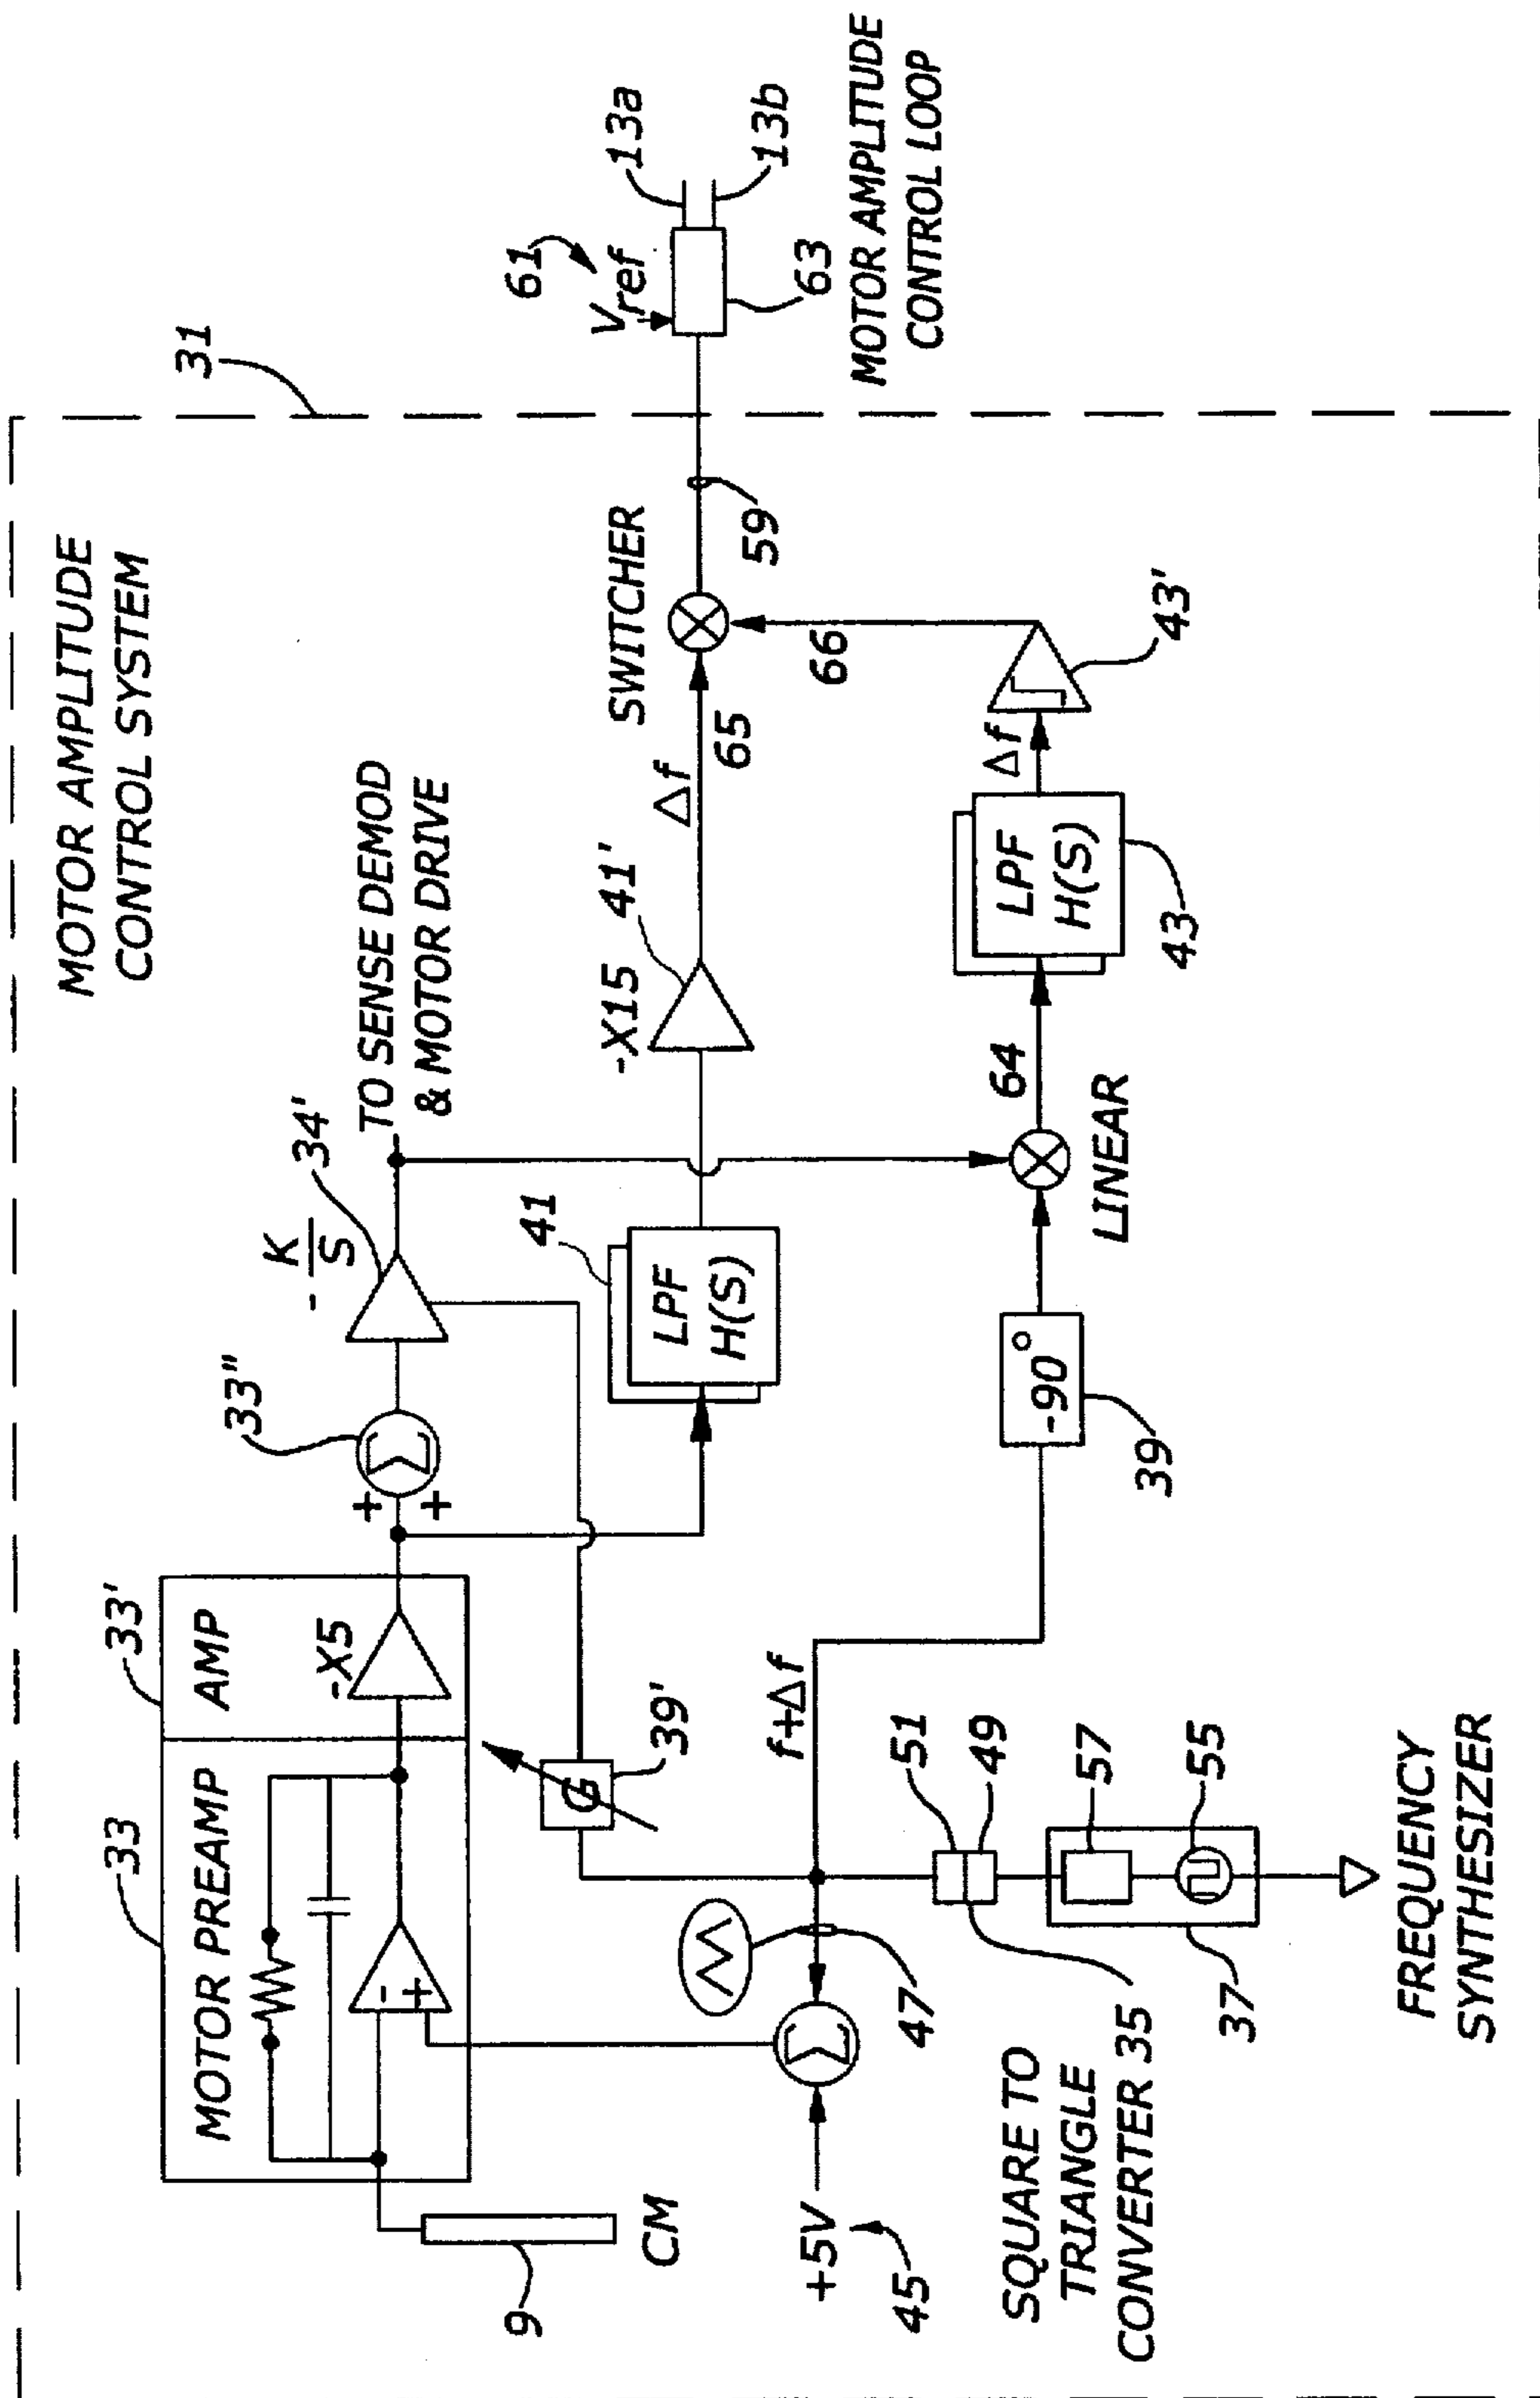 MOTOR AMPLITUDE
CONTROL SYSTEM
31
33
33'
MOTOR PREAMP
AMP
-X5
-
+
33"
+
+
Σ
- K
S
34'
TO SENSE DEMOD
& MOTOR DRIVE
9
CM
G
39'
41
LPF
H(S)
-X15
41'
Δf
65
SWITCHER
59
61
Vref
13a
13b
63
MOTOR AMPLITUDE
CONTROL LOOP
+5V
45
Σ
47
f+Δf
51
49
57
55
37
SQUARE TO
TRIANGLE
CONVERTER 35
FREQUENCY
SYNTHESIZER
-90°
39
LINEAR
64
LPF
H(S)
43
Δf
43'
66